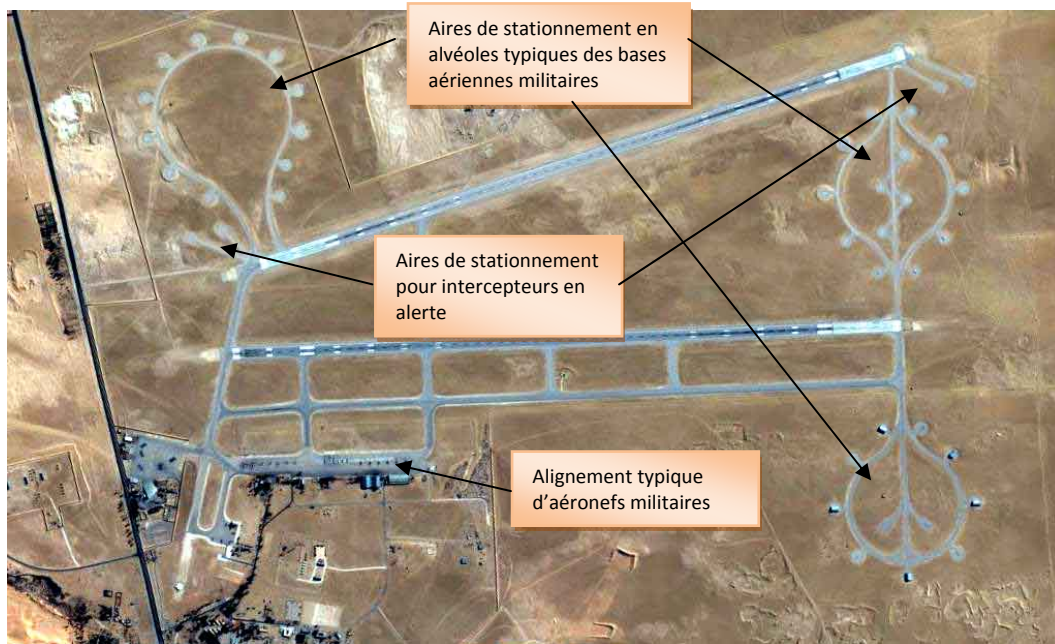 Aires de stationnement en
alvéoles typiques des bases
aériennes militaires
Aires de stationnement
pour intercepteurs en
alerte
Alignement typique
d’aéronefs militaires